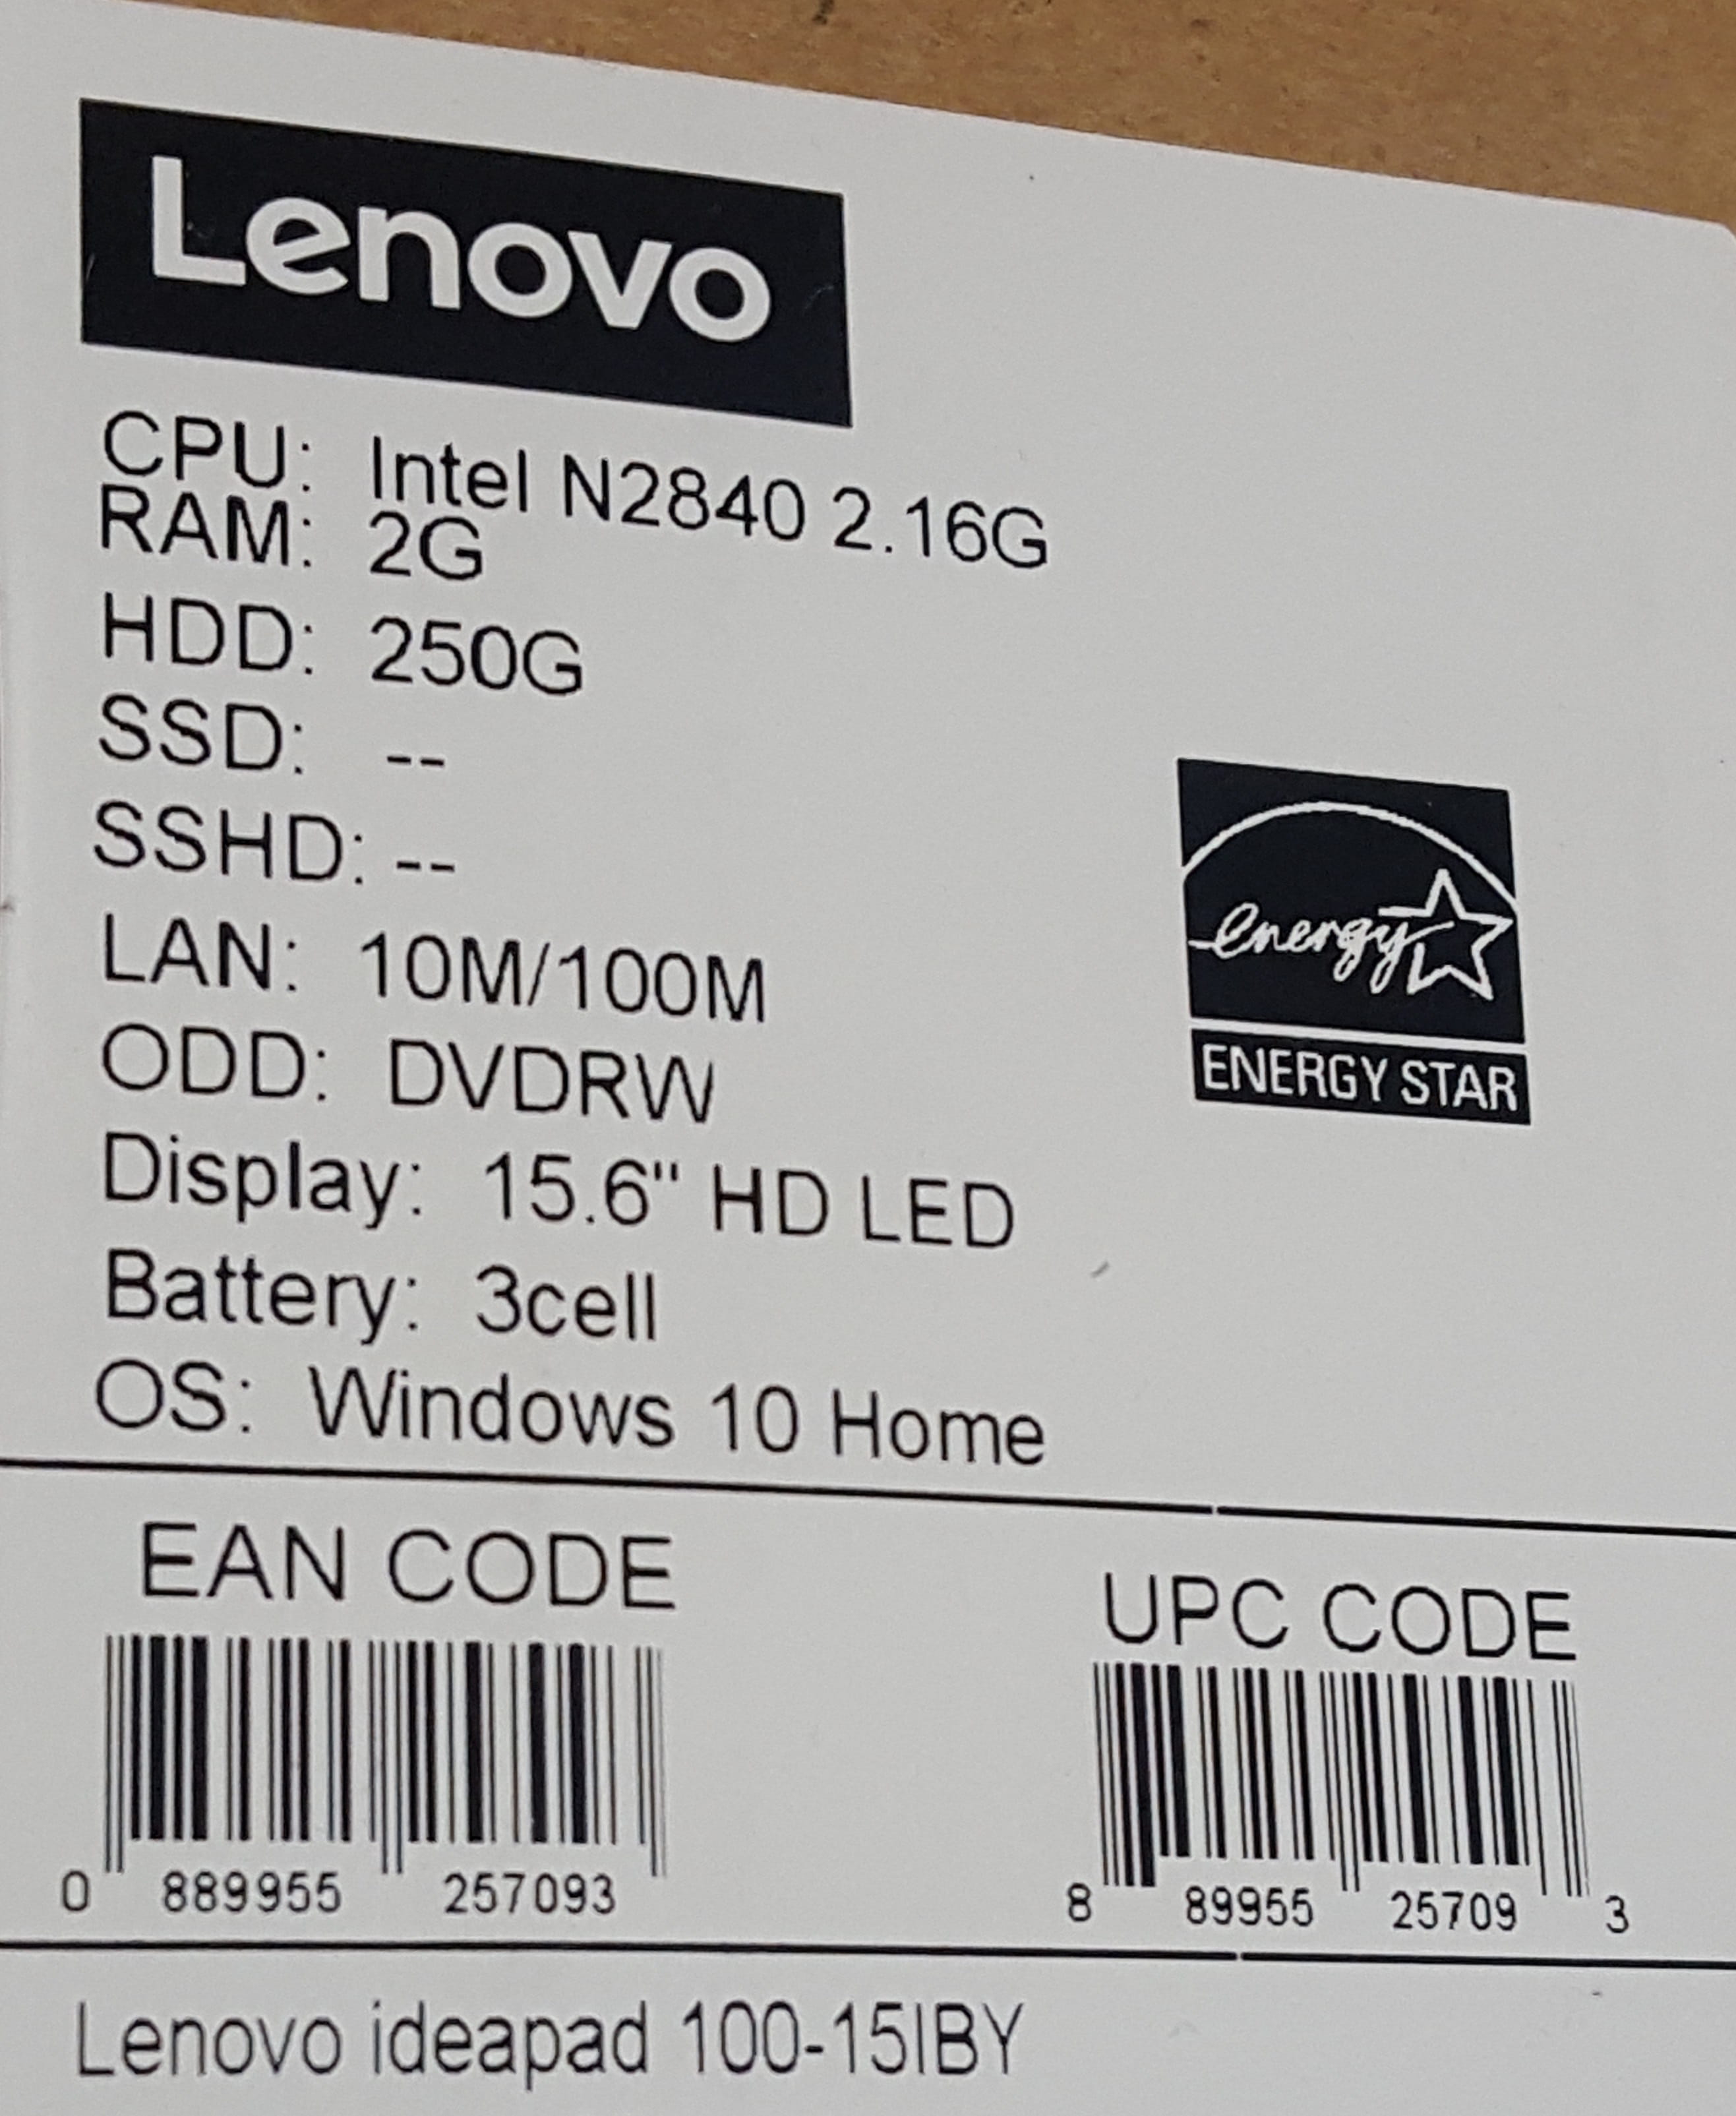 Lenovo
CPU: Intel N2840 2.16G
RAM: 2G
HDD: 250G
SSD: --
SSHD: --
LAN: 10M/100M
ODD: DVDRW
Display: 15.6" HD LED
Battery: 3cell
OS: Windows 10 Home
energy
ENERGY STAR
EAN CODE
0 889955 257093
UPC CODE
8 89955 25709 3
Lenovo ideapad 100-15IBY